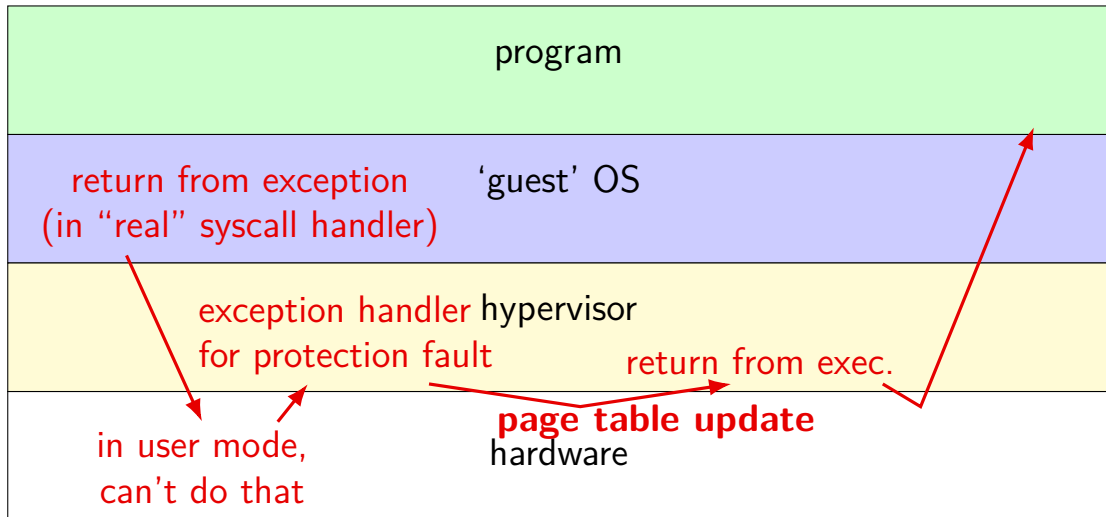 program
return from exception
(in “real” syscall handler)
‘guest’ OS
exception handler
for protection fault
hypervisor
return from exec.
page table update
hardware
in user mode,
can't do that